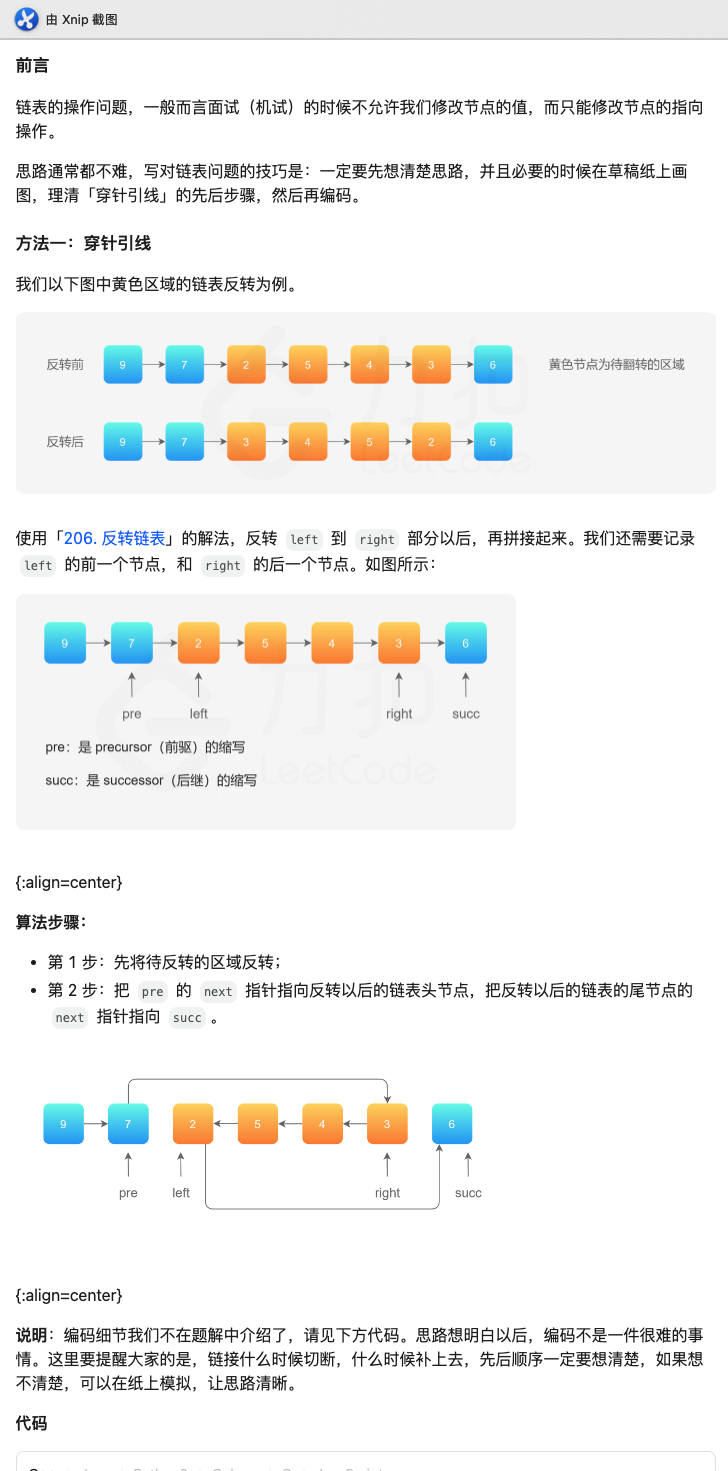 由 Xnip 截图
前言
链表的操作问题，一般而言面试（机试）的时候不允许我们修改节点的值，而只能修改节点的指向
操作。
思路通常都不难，写对链表问题的技巧是：一定要先想清楚思路，并且必要的时候在草稿纸上画
图，理清「穿针引线」的先后步骤，然后再编码。
方法一：穿针引线
我们以下图中黄色区域的链表反转为例。
反转前 9 7 2 5 4 3 6 黄色节点为待翻转的区域
反转后 9 7 3 4 5 2 6
力扣
LeetCode
使用「206. 反转链表」的解法，反转 left 到 right 部分以后，再拼接起来。我们还需要记录
left 的前一个节点，和 right 的后一个节点。如图所示：
9 7 2 5 4 3 6
pre left right succ
pre：是 precursor（前驱）的缩写
succ：是 successor（后继）的缩写
力扣
LeetCode
{:align=center}
算法步骤：
• 第 1 步：先将待反转的区域反转；
• 第 2 步：把 pre 的 next 指针指向反转以后的链表头节点，把反转以后的链表的尾节点的
next 指针指向 succ 。
9 7 2 5 4 3 6
pre left right succ
{:align=center}
说明：编码细节我们不在题解中介绍了，请见下方代码。思路想明白以后，编码不是一件很难的事
情。这里要提醒大家的是，链接什么时候切断，什么时候补上去，先后顺序一定要想清楚，如果想
不清楚，可以在纸上模拟，让思路清晰。
代码